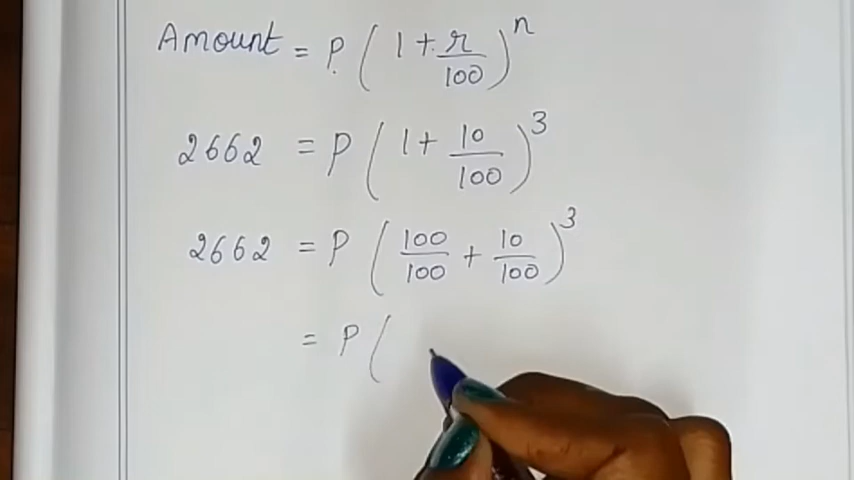 Amount = P ( 1 + r/100 )^n
2662 = P ( 1 + 10/100 )^3
2662 = P ( 100/100 + 10/100 )^3
= P (